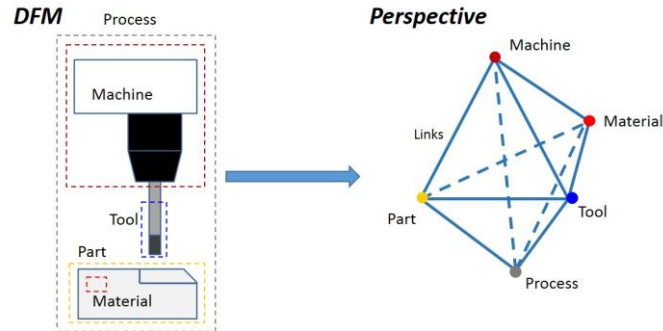 DFM
Process
Machine
Tool
Part
Material
Perspective
Machine
Material
Links
Part
Tool
Process